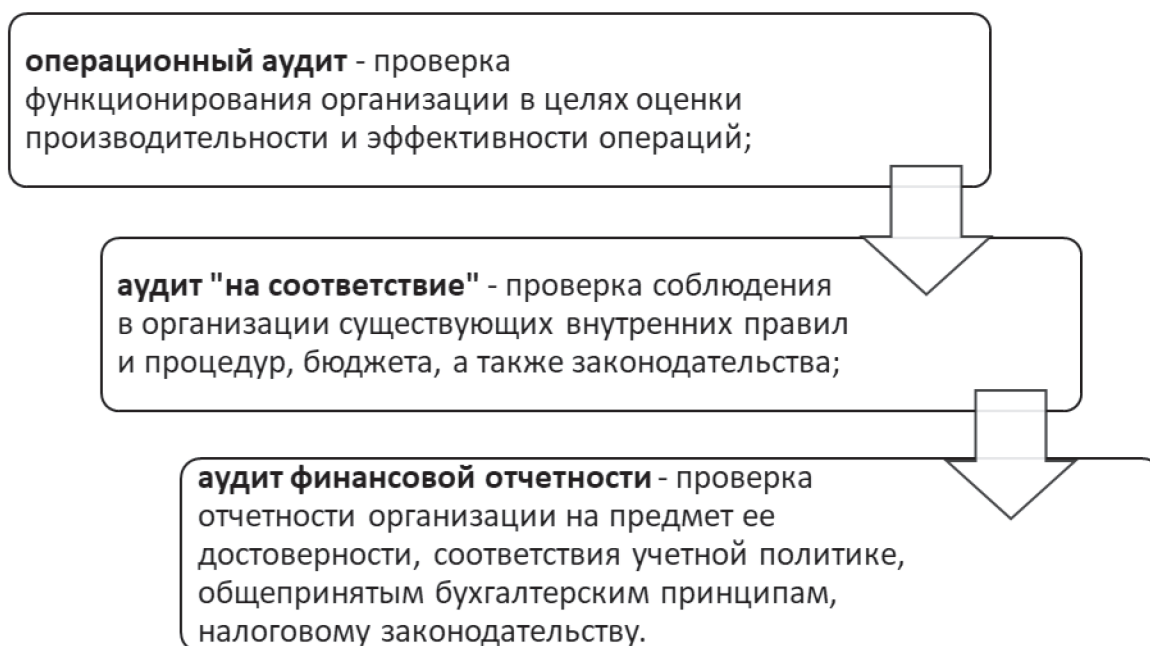 операционный аудит - проверка
функционирования организации в целях оценки
производительности и эффективности операций;
аудит "на соответствие" - проверка соблюдения
в организации существующих внутренних правил
и процедур, бюджета, а также законодательства;
аудит финансовой отчетности - проверка
отчетности организации на предмет ее
достоверности, соответствия учетной политике,
общепринятым бухгалтерским принципам,
налоговому законодательству.